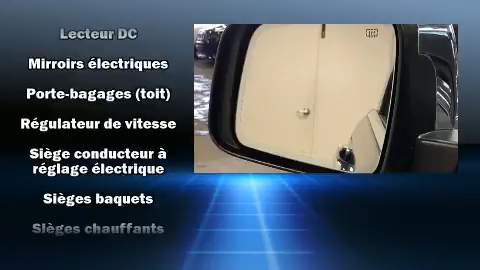 Lecteur DC
Mirroirs électriques
Porte-bagages (toit)
Régulateur de vitesse
Siège conducteur à
réglage électrique
Sièges baquets
Sièges chauffants